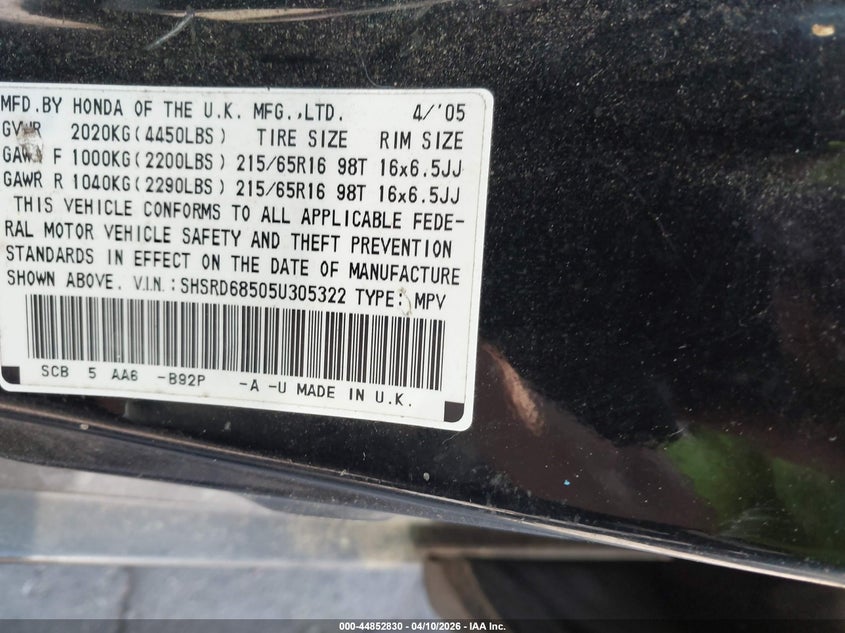 MFD.BY HONDA OF THE U.K. MFG.,LTD. 4/'05
GVWR 2020KG(4450LBS) TIRE SIZE RIM SIZE
GAWR F 1000KG(2200LBS) 215/65R16 98T 16x6.5JJ
GAWR R 1040KG(2290LBS) 215/65R16 98T 16x6.5JJ
THIS VEHICLE CONFORMS TO ALL APPLICABLE FEDE-
RAL MOTOR VEHICLE SAFETY AND THEFT PREVENTION
STANDARDS IN EFFECT ON THE DATE OF MANUFACTURE
SHOWN ABOVE. V.I.N.: SHSRD68505U305322 TYPE: MPV
SCB 5 AA6 -B92P -A -U MADE IN U.K.
000-44852830 - 04/10/2026 - IAA Inc.